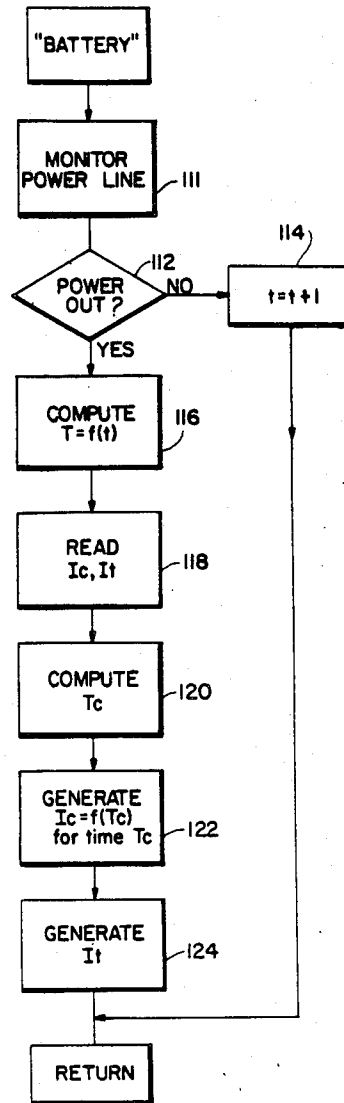 "BATTERY"
MONITOR
POWER LINE
111
112
POWER
OUT?
NO
YES
114
t=t+1
COMPUTE
T=f(t)
116
READ
Ic, It
118
COMPUTE
Tc
120
GENERATE
Ic=f(Tc)
for time Tc
122
GENERATE
It
124
RETURN